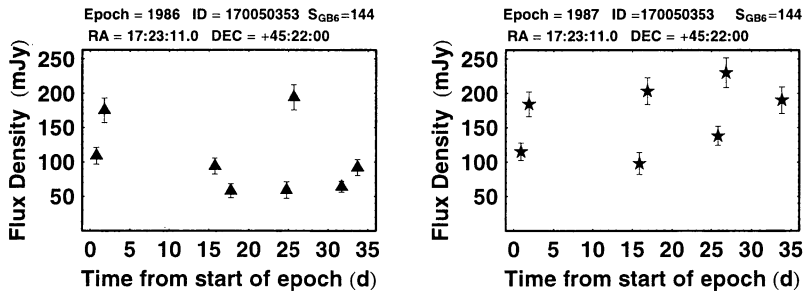 Epoch = 1986 ID = 170050353 SGB6=144
RA = 17:23:11.0 DEC = +45:22:00
Flux Density (mJy)
250
200
150
100
50
0 5 10 15 20 25 30 35
Time from start of epoch (d)
Epoch = 1987 ID =170050353 SGB6=144
RA = 17:23:11.0 DEC = +45:22:00
Flux Density (mJy)
250
200
150
100
50
0 5 10 15 20 25 30 35
Time from start of epoch (d)